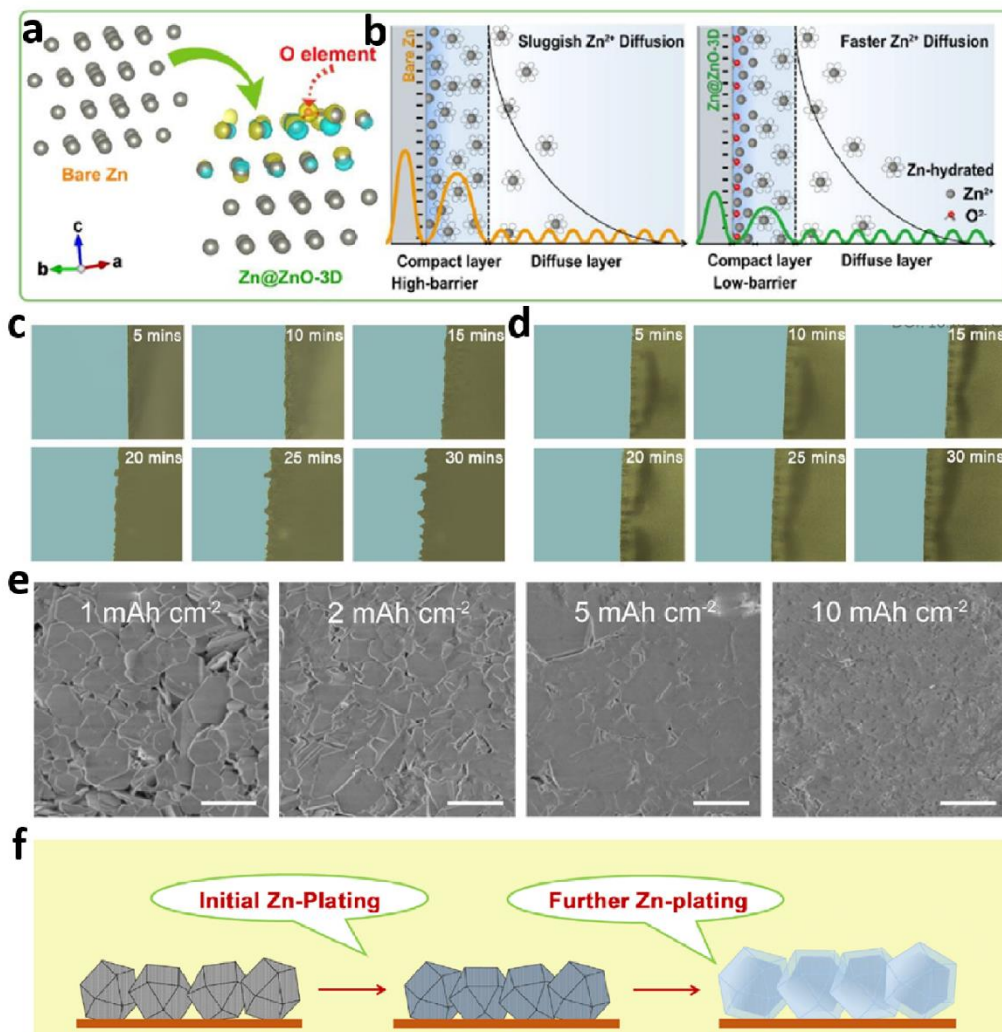 a
O element
Bare Zn
c
b
a
Zn@ZnO-3D
b
Bare Zn
Sluggish Zn²⁺ Diffusion
Compact layer
Diffuse layer
High-barrier
Zn@ZnO-3D
Faster Zn²⁺ Diffusion
Zn-hydrated
Zn²⁺
O²⁻
Compact layer
Diffuse layer
Low-barrier
c
5 mins
10 mins
15 mins
20 mins
25 mins
30 mins
d
5 mins
10 mins
15 mins
20 mins
25 mins
30 mins
e
1 mAh cm⁻²
2 mAh cm⁻²
5 mAh cm⁻²
10 mAh cm⁻²
f
Initial Zn-Plating
Further Zn-plating